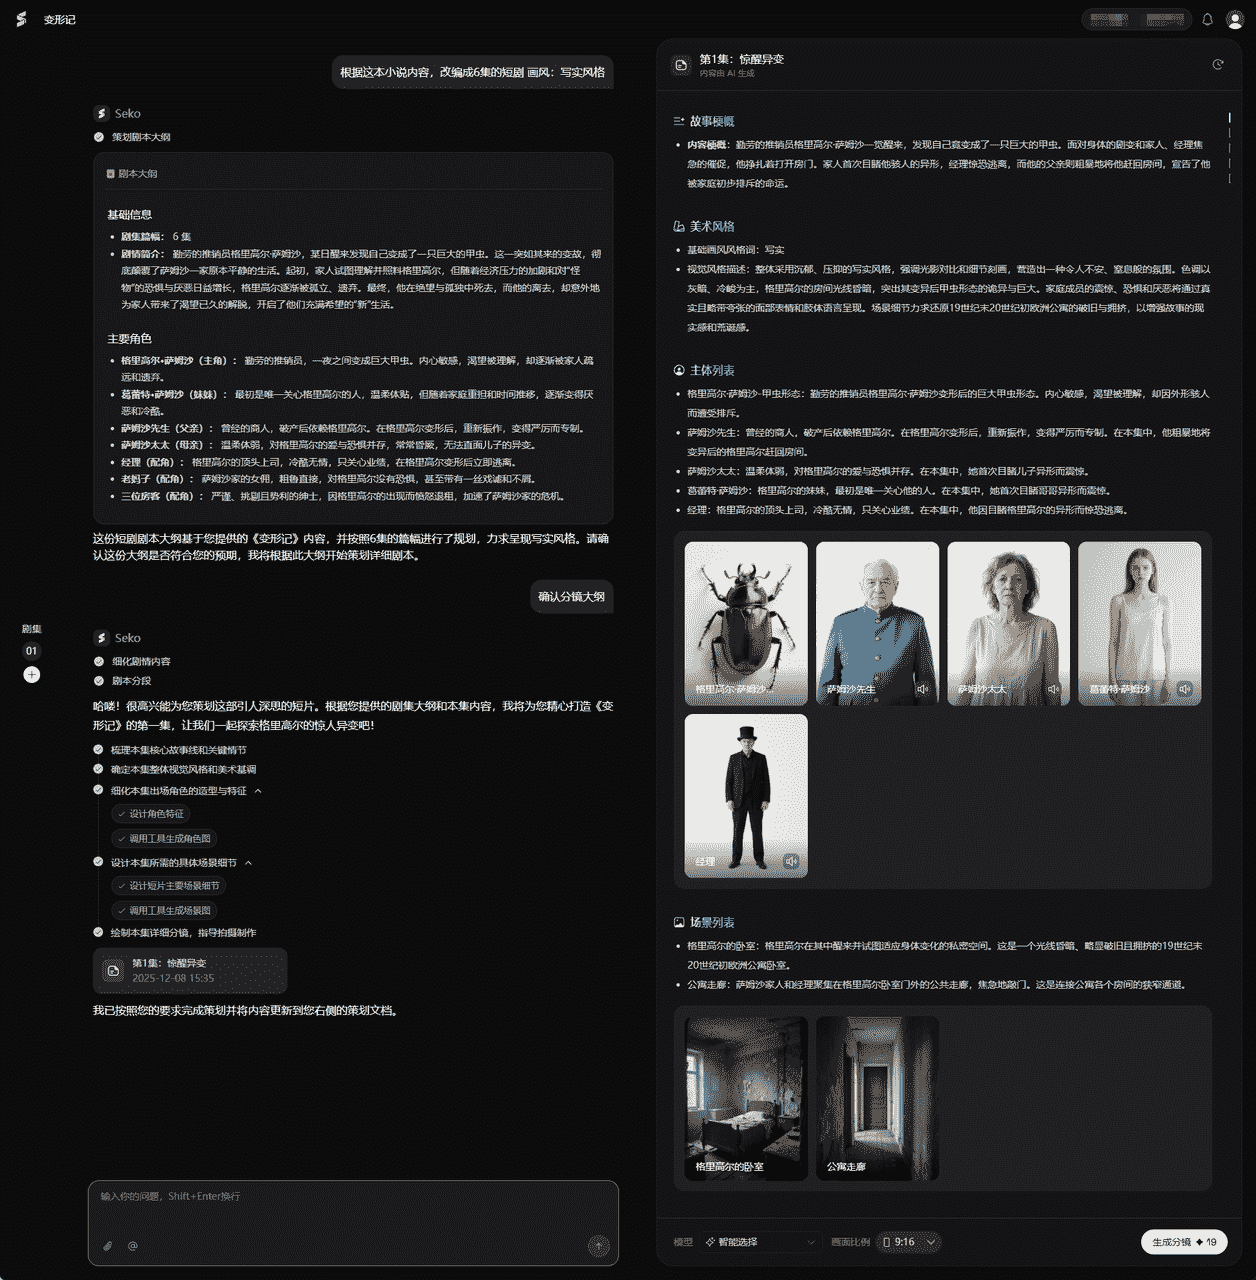 变形记
根据这本小说内容，改编成6集的短剧 画风：写实风格
Seko
策划剧本大纲
剧本大纲
基础信息
剧集篇幅： 6 集
剧情简介： 勤劳的推销员格里高尔·萨姆沙，某日醒来发现自己变成了一只巨大的甲虫。这一突如其来的变故，彻
底颠覆了萨姆沙一家原本平静的生活。起初，家人试图理解并照料格里高尔，但随着经济压力的加剧和对“怪
物”的恐惧与厌恶日益增长，格里高尔逐渐被孤立、遗弃。最终，他在绝望与孤独中死去，而他的离去，却意外地
为家人带来了渴望已久的解脱，开启了他们充满希望的“新”生活。
主要角色
格里高尔•萨姆沙（主角）： 勤劳的推销员，一夜之间变成巨大甲虫。内心敏感，渴望被理解，却逐渐被家人疏
远和遗弃。
葛蕾特•萨姆沙（妹妹）： 最初是唯一关心格里高尔的人，温柔体贴，但随着家庭重担和时间推移，逐渐变得厌
恶和冷酷。
萨姆沙先生（父亲）： 曾经的商人，破产后依赖格里高尔。在格里高尔变形后，重新振作，变得严厉而专制。
萨姆沙太太（母亲）： 温柔体弱，对格里高尔的爱与恐惧并存，常常昏厥，无法直面儿子的异变。
经理（配角）： 格里高尔的顶头上司，冷酷无情，只关心业绩，在格里高尔变形后立即逃离。
老妈子（配角）： 萨姆沙家的女佣，粗鲁直接，对格里高尔没有恐惧，甚至带有一丝戏谑和不屑。
三位房客（配角）： 严谨、挑剔且势利的绅士，因格里高尔的出现而愤怒退租，加速了萨姆沙家的危机。
这份短剧剧本大纲基于您提供的《变形记》内容，并按照6集的篇幅进行了规划，力求呈现写实风格。请确
认这份大纲是否符合您的预期，我将根据此大纲开始策划详细剧本。
确认分镜大纲
剧集
01
Seko
细化剧情内容
剧本分段
哈喽！很高兴能为您策划这部引人深思的短片。根据您提供的剧集大纲和本集内容，我将为您精心打造《变
形记》的第一集，让我们一起探索格里高尔的惊人异变吧！
梳理本集核心故事线和关键情节
确定本集整体视觉风格和美术基调
细化本集出场角色的造型与特征
设计角色特征
调用工具生成角色图
设计本集所需的具体场景细节
设计短片主要场景细节
调用工具生成场景图
绘制本集详细分镜，指导拍摄制作
第1集：惊醒异变
2025-12-08 15:35
我已按照您的要求完成策划并将内容更新到您右侧的策划文档。
输入你的问题，Shift+Enter换行
第1集：惊醒异变
内容由 AI 生成
故事梗概
内容梗概：勤劳的推销员格里高尔·萨姆沙一觉醒来，发现自己竟变成了一只巨大的甲虫。面对身体的剧变和家人、经理焦
急的催促，他挣扎着打开房门。家人首次目睹他骇人的异形，经理惊恐逃离，而他的父亲则粗暴地将他赶回房间，宣告了他
被家庭初步排斥的命运。
美术风格
基础画风风格词：写实
视觉风格描述：整体采用沉郁、压抑的写实风格，强调光影对比和细节刻画，营造出一种令人不安、窒息般的氛围。色调以
灰暗、冷峻为主，格里高尔的房间光线昏暗，突出其变异后甲虫形态的诡异与巨大。家庭成员的震惊、恐惧和厌恶将通过真
实且略带夸张的面部表情和肢体语言呈现。场景细节力求还原19世纪末20世纪初欧洲公寓的破旧与拥挤，以增强故事的现
实感和荒诞感。
主体列表
格里高尔·萨姆沙-甲虫形态：勤劳的推销员格里高尔·萨姆沙变形后的巨大甲虫形态。内心敏感，渴望被理解，却因外形骇人
而遭受排斥。
萨姆沙先生：曾经的商人，破产后依赖格里高尔。在格里高尔变形后，重新振作，变得严厉而专制。在本集中，他粗暴地将
变异后的格里高尔赶回房间。
萨姆沙太太：温柔体弱，对格里高尔的爱与恐惧并存。在本集中，她首次目睹儿子异形而震惊。
葛蕾特·萨姆沙：格里高尔的妹妹，最初是唯一关心他的人。在本集中，她首次目睹哥哥异形而震惊。
经理：格里高尔的顶头上司，冷酷无情，只关心业绩。在本集中，他因目睹格里高尔的异形而惊恐逃离。
格里高尔·萨姆沙...
萨姆沙先生
萨姆沙太太
葛蕾特·萨姆沙
经理
场景列表
格里高尔的卧室：格里高尔在其中醒来并试图适应身体变化的私密空间。这是一个光线昏暗、略显破旧且拥挤的19世纪末
20世纪初欧洲公寓卧室。
公寓走廊：萨姆沙家人和经理聚集在格里高尔卧室门外的公共走廊，焦急地敲门。这是连接公寓各个房间的狭窄通道。
格里高尔的卧室
公寓走廊
模型
智能选择
画面比例
9:16
生成分镜 19